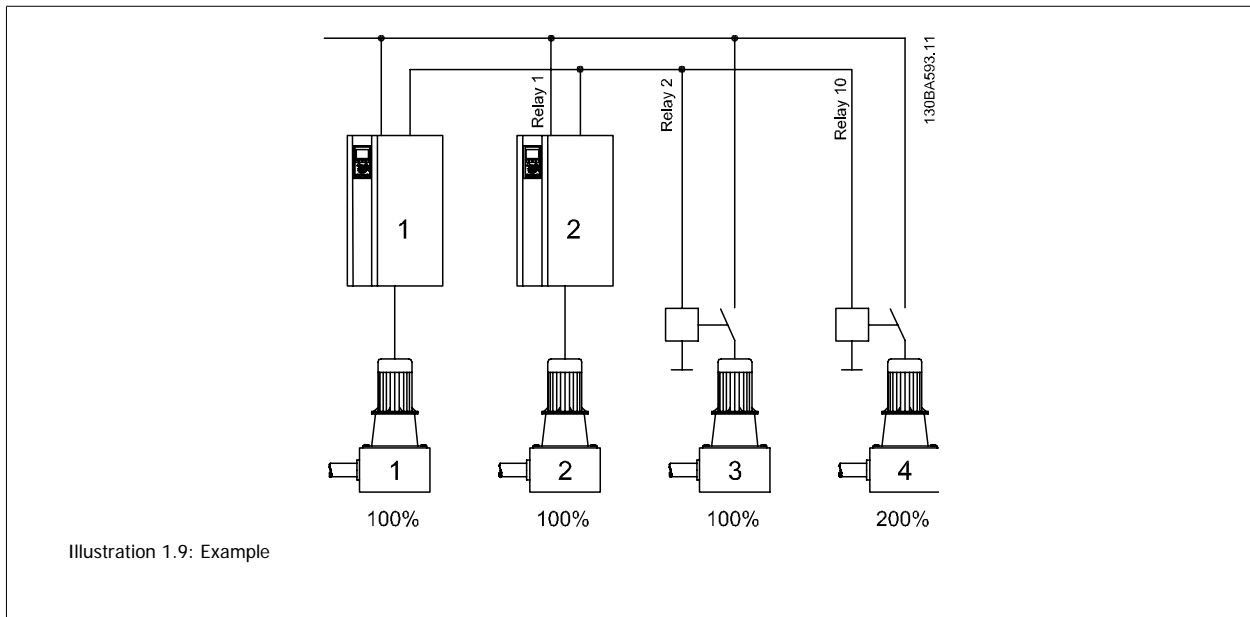 130BA593.11
Relay 1
Relay 2
Relay 10
1
2
1
2
3
4
100%
100%
100%
200%
Illustration 1.9: Example